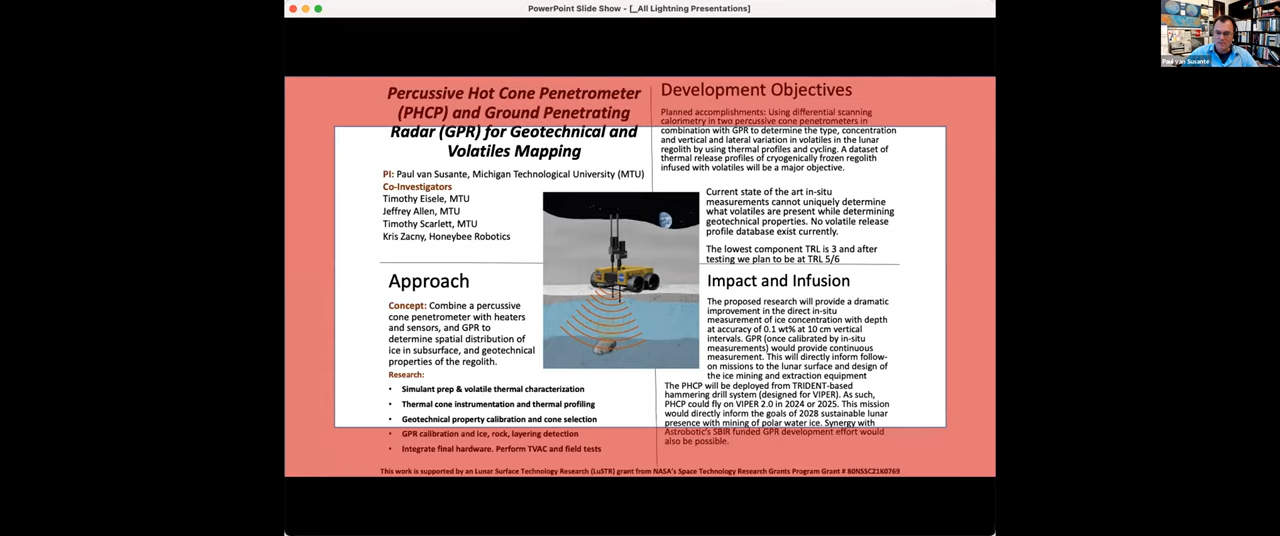 PowerPoint Slide Show - [_All Lightning Presentations]
Paul van Susante
Percussive Hot Cone Penetrometer
(PHCP) and Ground Penetrating
Radar (GPR) for Geotechnical and
Volatiles Mapping
PI: Paul van Susante, Michigan Technological University (MTU)
Co-Investigators
Timothy Eisele, MTU
Jeffrey Allen, MTU
Timothy Scarlett, MTU
Kris Zacny, Honeybee Robotics
Development Objectives
Planned accomplishments: Using differential scanning
calorimetry in two percussive cone penetrometers in
combination with GPR to determine the type, concentration
and vertical and lateral variation in volatiles in the lunar
regolith by using thermal profiles and cycling. A dataset of
thermal release profiles of cryogenically frozen regolith
infused with volatiles will be a major objective.
Current state of the art in-situ
measurements cannot uniquely determine
what volatiles are present while determining
geotechnical properties. No volatile release
profile database exist currently.
The lowest component TRL is 3 and after
testing we plan to be at TRL 5/6
Approach
Concept: Combine a percussive
cone penetrometer with heaters
and sensors, and GPR to
determine spatial distribution of
ice in subsurface, and geotechnical
properties of the regolith.
Research:
• Simulant prep & volatile thermal characterization
• Thermal cone instrumentation and thermal profiling
• Geotechnical property calibration and cone selection
• GPR calibration and ice, rock, layering detection
• Integrate final hardware. Perform TVAC and field tests
Impact and Infusion
The proposed research will provide a dramatic
improvement in the direct in-situ
measurement of ice concentration with depth
at accuracy of 0.1 wt% at 10 cm vertical
intervals. GPR (once calibrated by in-situ
measurements) would provide continuous
measurement. This will directly inform follow-
on missions to the lunar surface and design of
the ice mining and extraction equipment
The PHCP will be deployed from TRIDENT-based
hammering drill system (designed for VIPER). As such,
PHCP could fly on VIPER 2.0 in 2024 or 2025. This mission
would directly inform the goals of 2028 sustainable lunar
presence with mining of polar water ice. Synergy with
Astrobotic's SBIR funded GPR development effort would
also be possible.
This work is supported by an Lunar Surface Technology Research (LuSTR) grant from NASA's Space Technology Research Grants Program Grant # 80NSSC21K0769